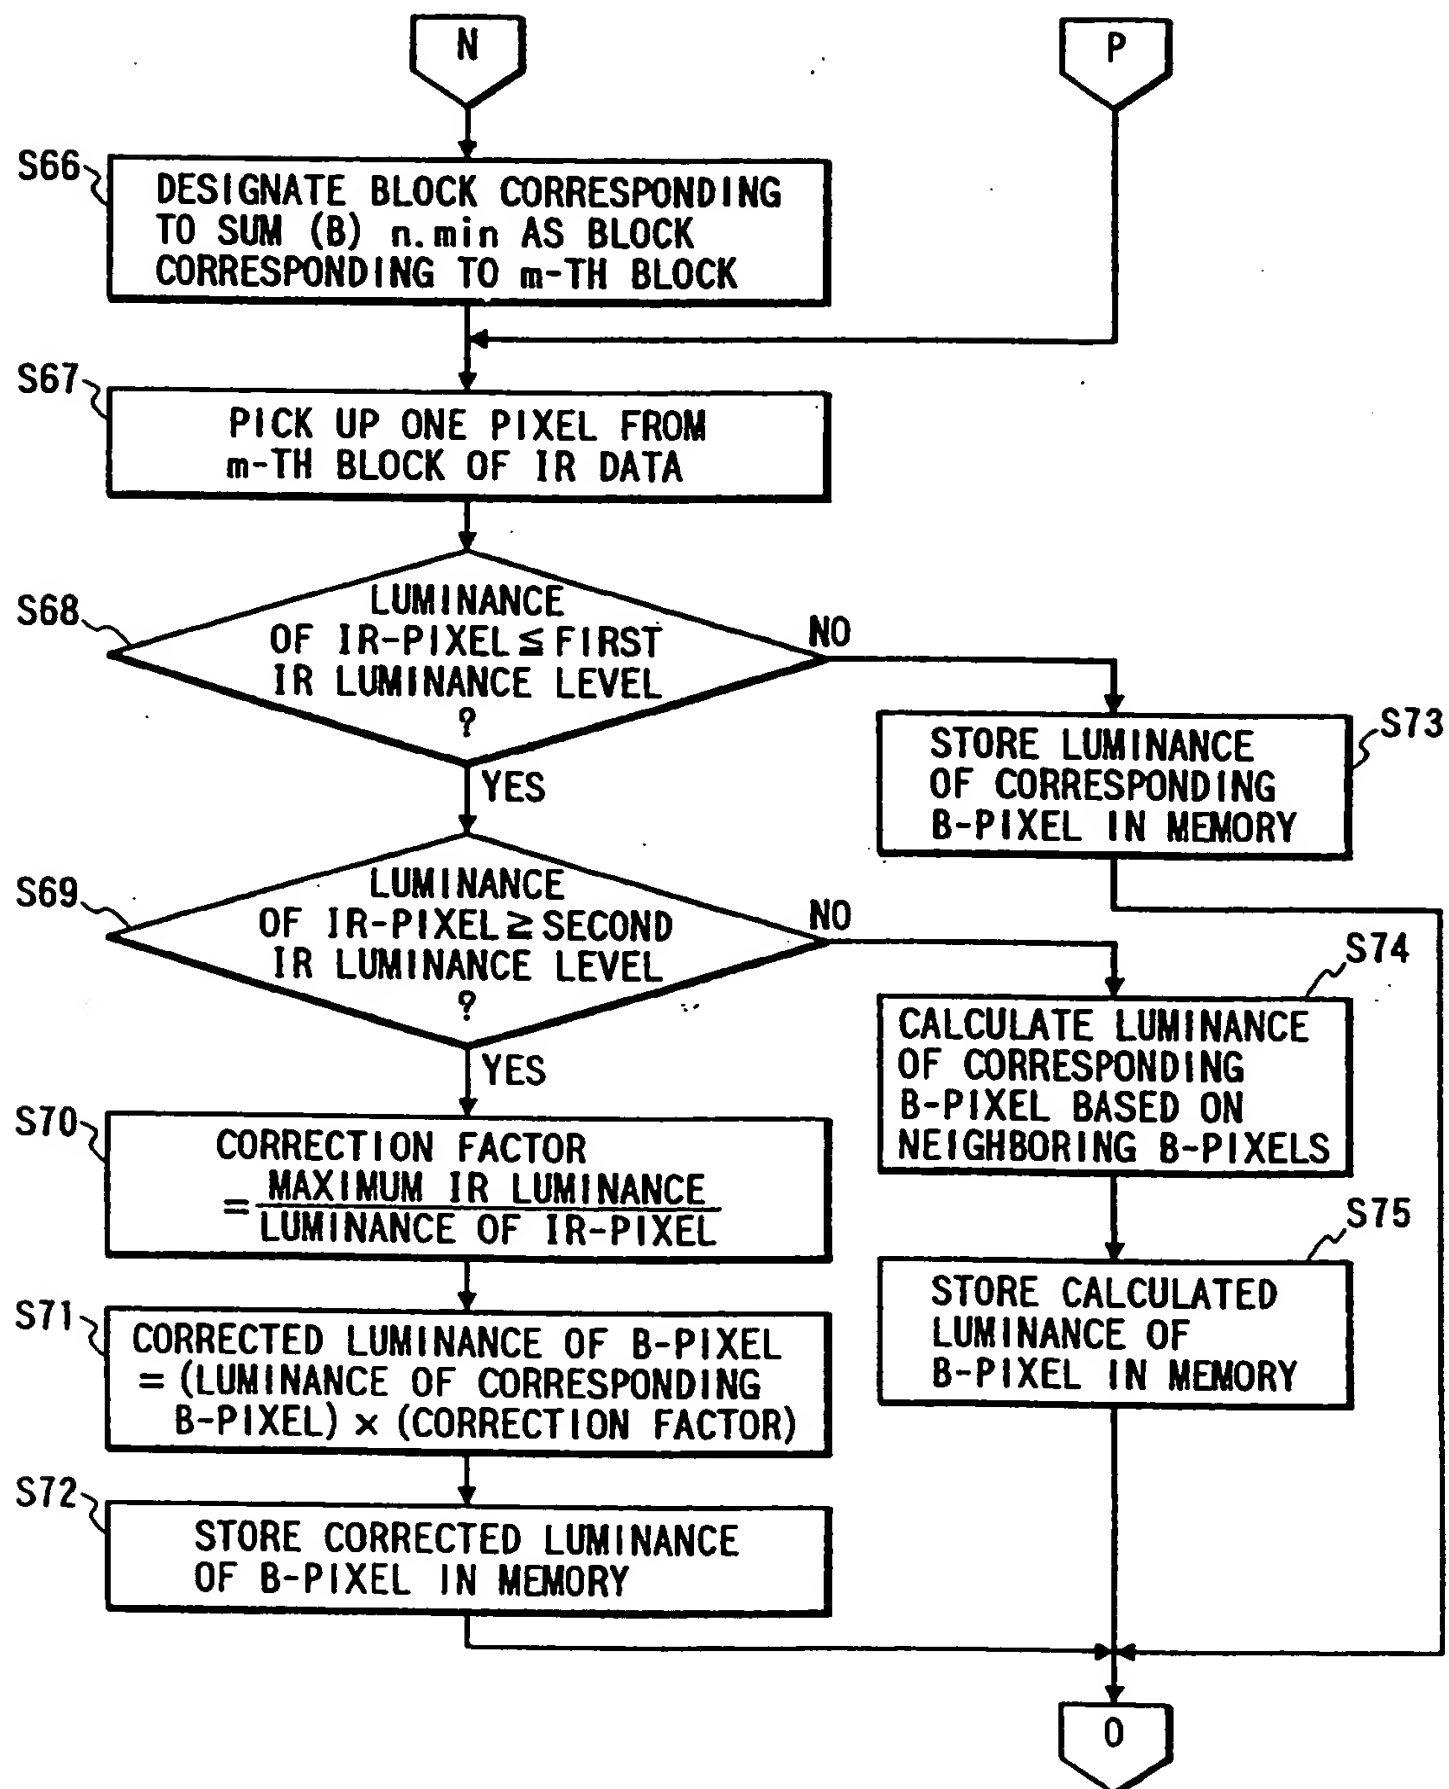 N
P
S66
DESIGNATE BLOCK CORRESPONDING
TO SUM (B) n.min AS BLOCK
CORRESPONDING TO m-TH BLOCK
S67
PICK UP ONE PIXEL FROM
m-TH BLOCK OF IR DATA
S68
LUMINANCE
OF IR-PIXEL≦FIRST
IR LUMINANCE LEVEL
?
NO
YES
S73
STORE LUMINANCE
OF CORRESPONDING
B-PIXEL IN MEMORY
S69
LUMINANCE
OF IR-PIXEL≧SECOND
IR LUMINANCE LEVEL
?
NO
YES
S74
CALCULATE LUMINANCE
OF CORRESPONDING
B-PIXEL BASED ON
NEIGHBORING B-PIXELS
S70
CORRECTION FACTOR
= MAXIMUM IR LUMINANCE
LUMINANCE OF IR-PIXEL
S75
STORE CALCULATED
LUMINANCE OF
B-PIXEL IN MEMORY
S71
CORRECTED LUMINANCE OF B-PIXEL
= (LUMINANCE OF CORRESPONDING
B-PIXEL) × (CORRECTION FACTOR)
S72
STORE CORRECTED LUMINANCE
OF B-PIXEL IN MEMORY
O